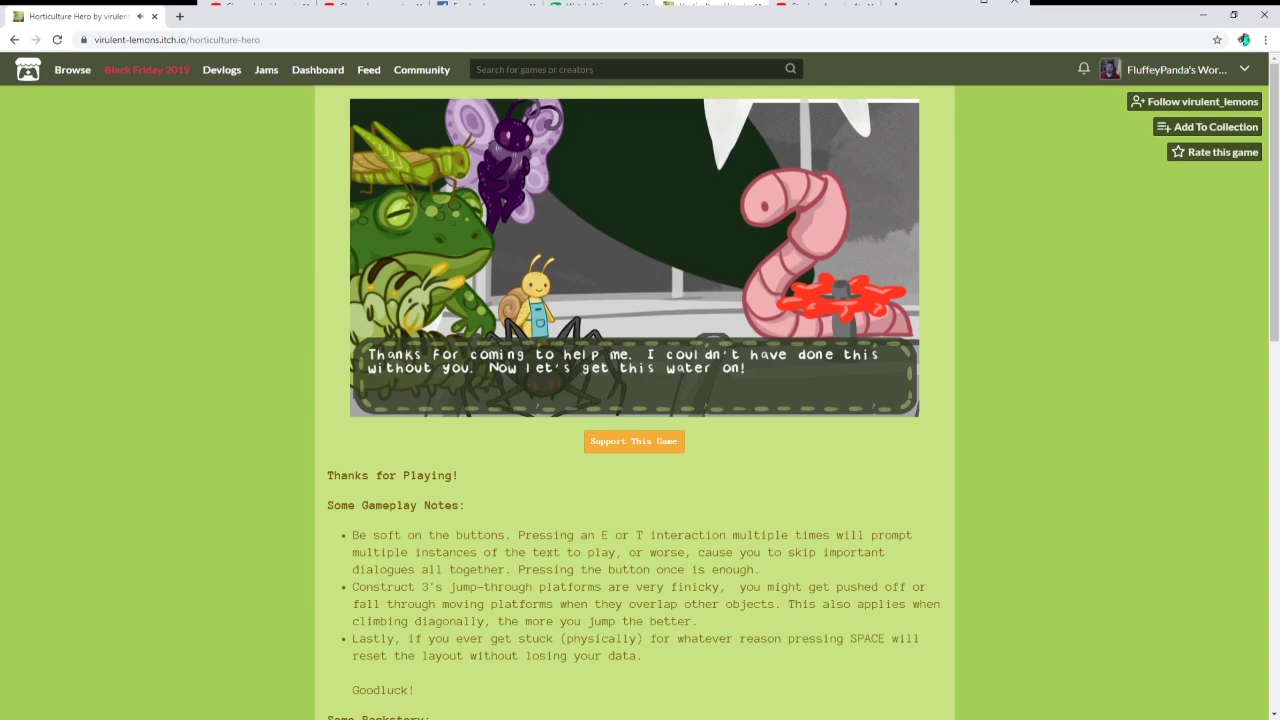 Horticulture Hero by virulent
virulent-lemons.itch.io/horticulture-hero
Browse Black Friday 2019 Devlogs Jams Dashboard Feed Community Search for games or creators FluffeyPanda's Wor...
Follow virulent_lemons
Add To Collection
Rate this game
Thanks for coming to help me. I couldn't have done this
without you. Now let's get this water on!
Support This Game
Thanks for Playing!
Some Gameplay Notes:
• Be soft on the buttons. Pressing an E or T interaction multiple times will prompt
multiple instances of the text to play, or worse, cause you to skip important
dialogues all together. Pressing the button once is enough.
• Construct 3's jump-through platforms are very finicky, you might get pushed off or
fall through moving platforms when they overlap other objects. This also applies when
climbing diagonally, the more you jump the better.
• Lastly, if you ever get stuck (physically) for whatever reason pressing SPACE will
reset the layout without losing your data.
Goodluck!
Some Backstory: